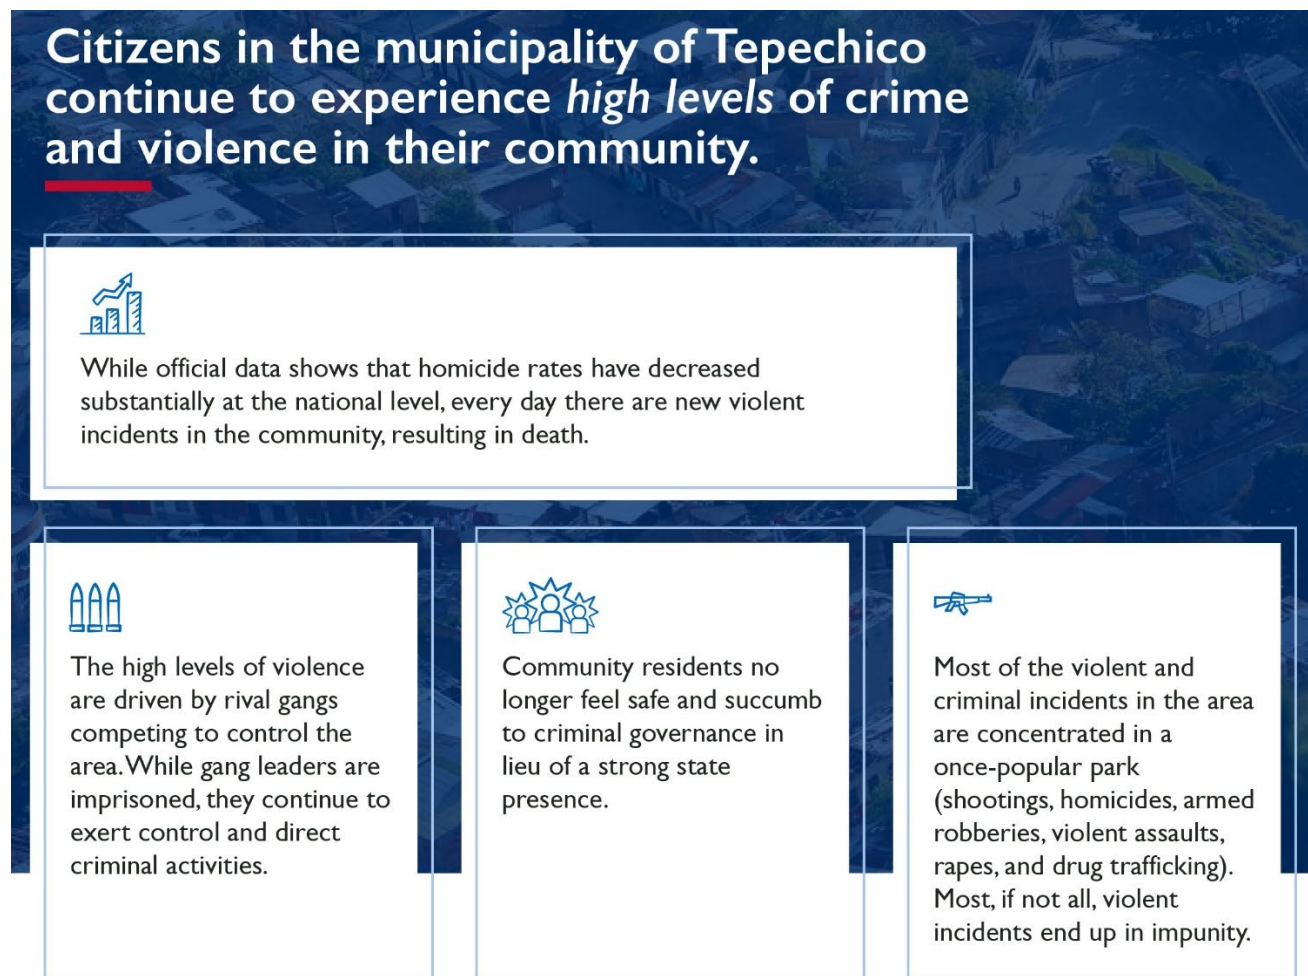 Citizens in the municipality of Tepechico
continue to experience high levels of crime
and violence in their community.
While official data shows that homicide rates have decreased
substantially at the national level, every day there are new violent
incidents in the community, resulting in death.
The high levels of violence
are driven by rival gangs
competing to control the
area. While gang leaders are
imprisoned, they continue to
exert control and direct
criminal activities.
Community residents no
longer feel safe and succumb
to criminal governance in
lieu of a strong state
presence.
Most of the violent and
criminal incidents in the area
are concentrated in a
once-popular park
(shootings, homicides, armed
robberies, violent assaults,
rapes, and drug trafficking).
Most, if not all, violent
incidents end up in impunity.